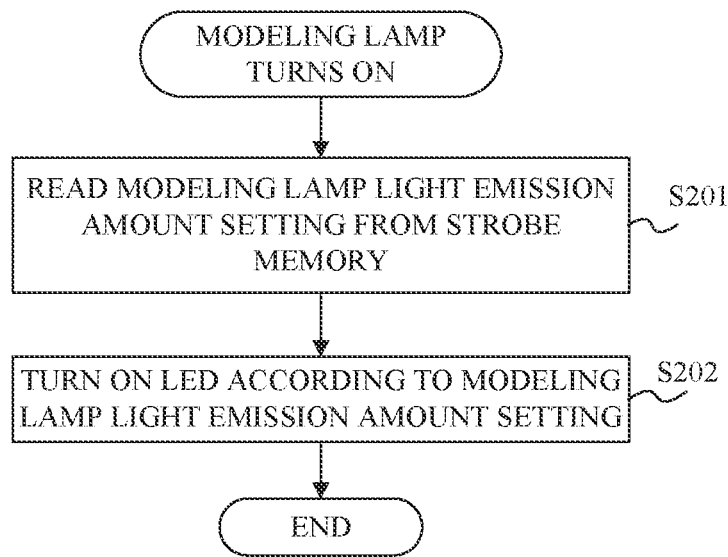 MODELING LAMP
TURNS ON
READ MODELING LAMP LIGHT EMISSION
AMOUNT SETTING FROM STROBE
MEMORY
S201
TURN ON LED ACCORDING TO MODELING
LAMP LIGHT EMISSION AMOUNT SETTING
S202
END